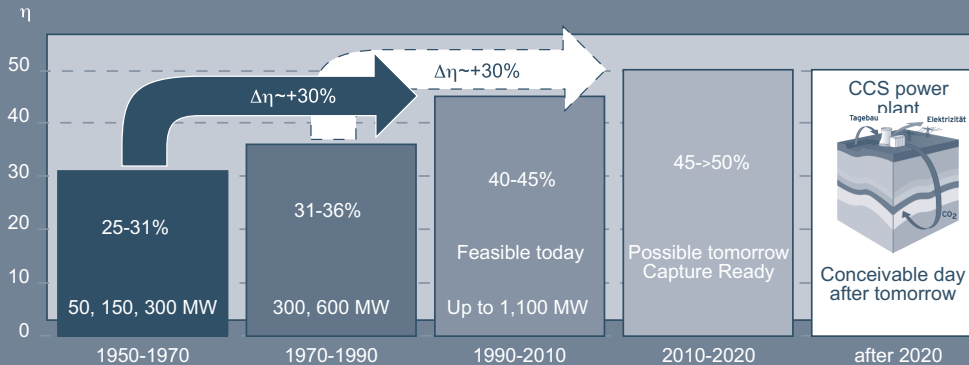 η
50
40
30
20
10
0
Δη~+30%
Δη~+30%
25-31%
50, 150, 300 MW
31-36%
300, 600 MW
40-45%
Feasible today
Up to 1,100 MW
45->50%
Possible tomorrow
Capture Ready
CCS power
plant
Tagebau
Elektrizität
CO2
Conceivable day
after tomorrow
1950-1970
1970-1990
1990-2010
2010-2020
after 2020